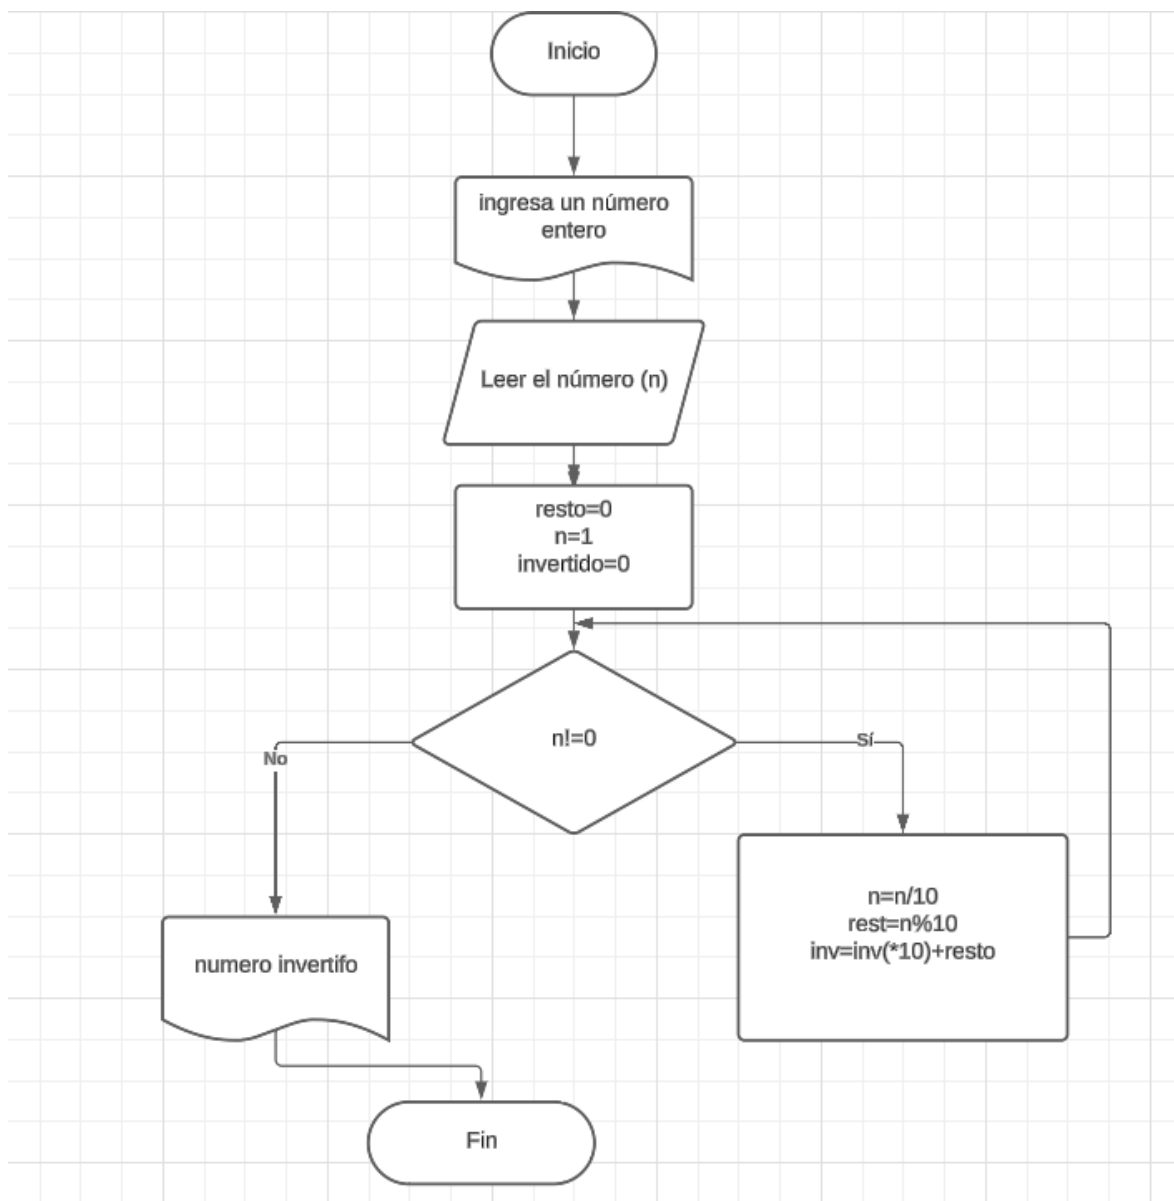 Inicio
ingresa un número
entero
Leer el número (n)
resto=0
n=1
invertido=0
n!=0
No
Sí
n=n/10
rest=n%10
inv=inv(*10)+resto
numero invertifo
Fin